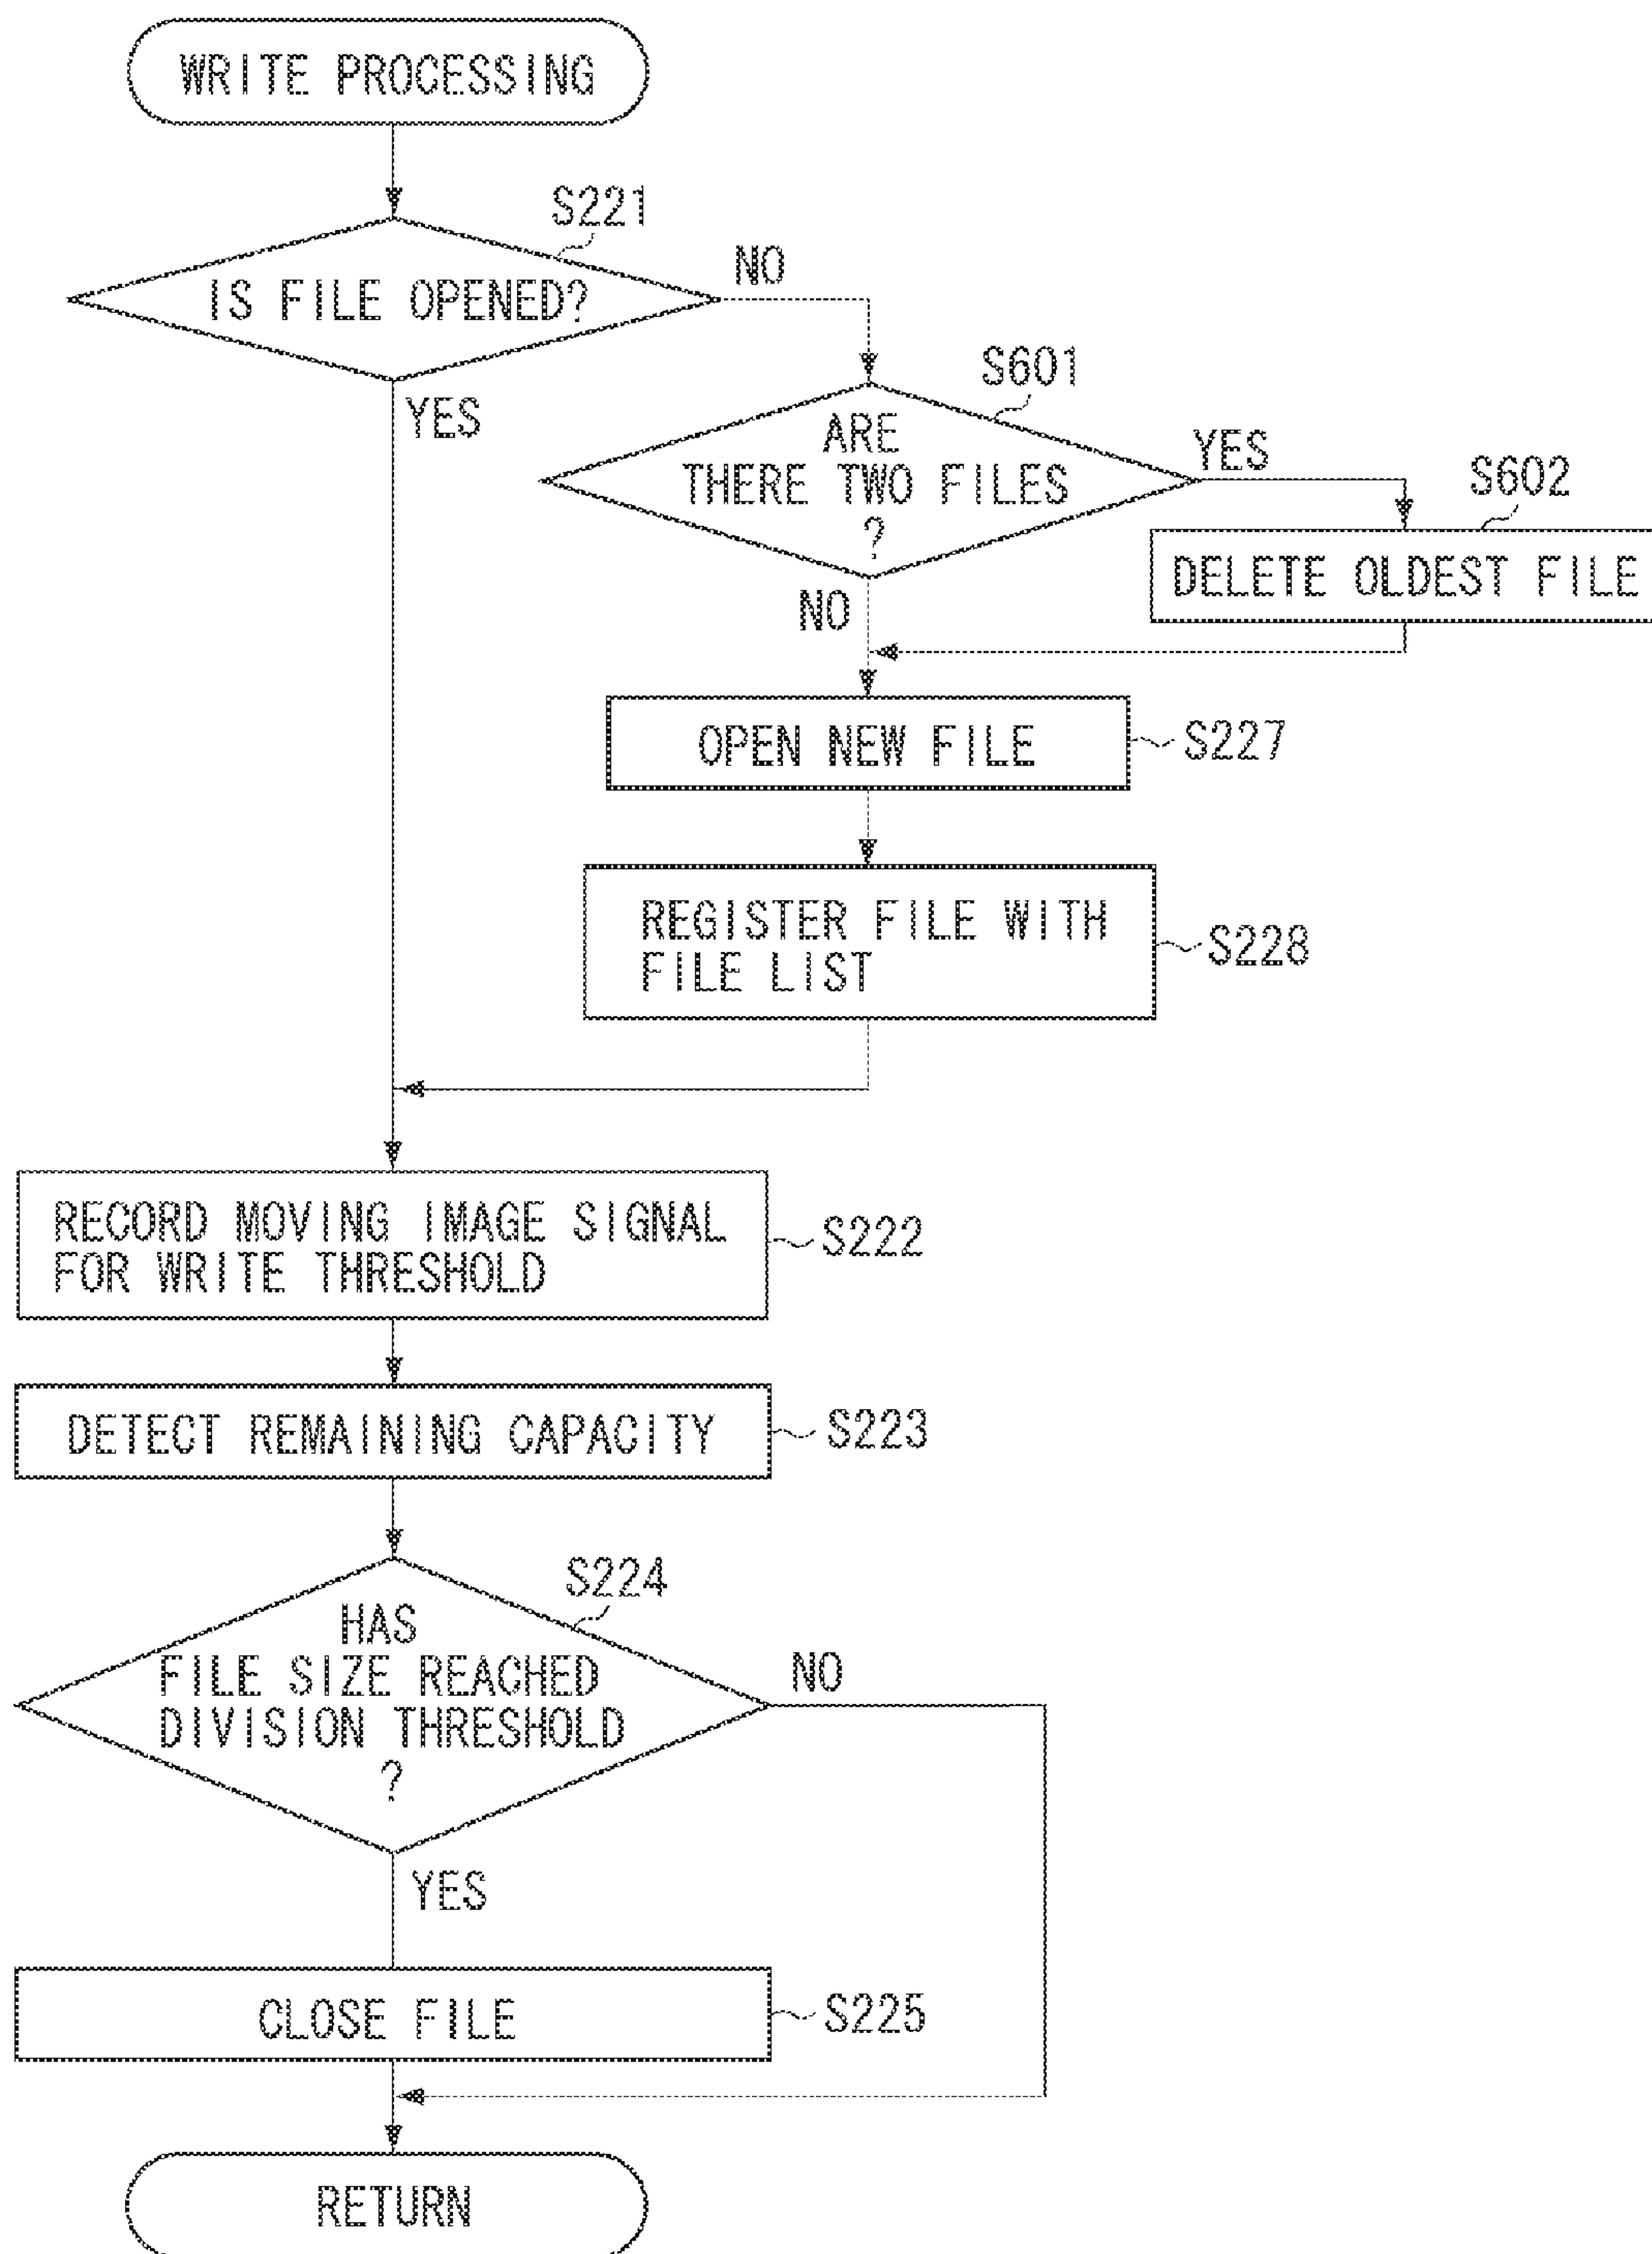 WRITE PROCESSING
S221
IS FILE OPENED?
NO
YES
S601
ARE
THERE TWO FILES
?
YES
S602
DELETE OLDEST FILE
NO
OPEN NEW FILE
S227
REGISTER FILE WITH
FILE LIST
S228
RECORD MOVING IMAGE SIGNAL
FOR WRITE THRESHOLD
S222
DETECT REMAINING CAPACITY
S223
S224
HAS
FILE SIZE REACHED
DIVISION THRESHOLD
?
NO
YES
CLOSE FILE
S225
RETURN